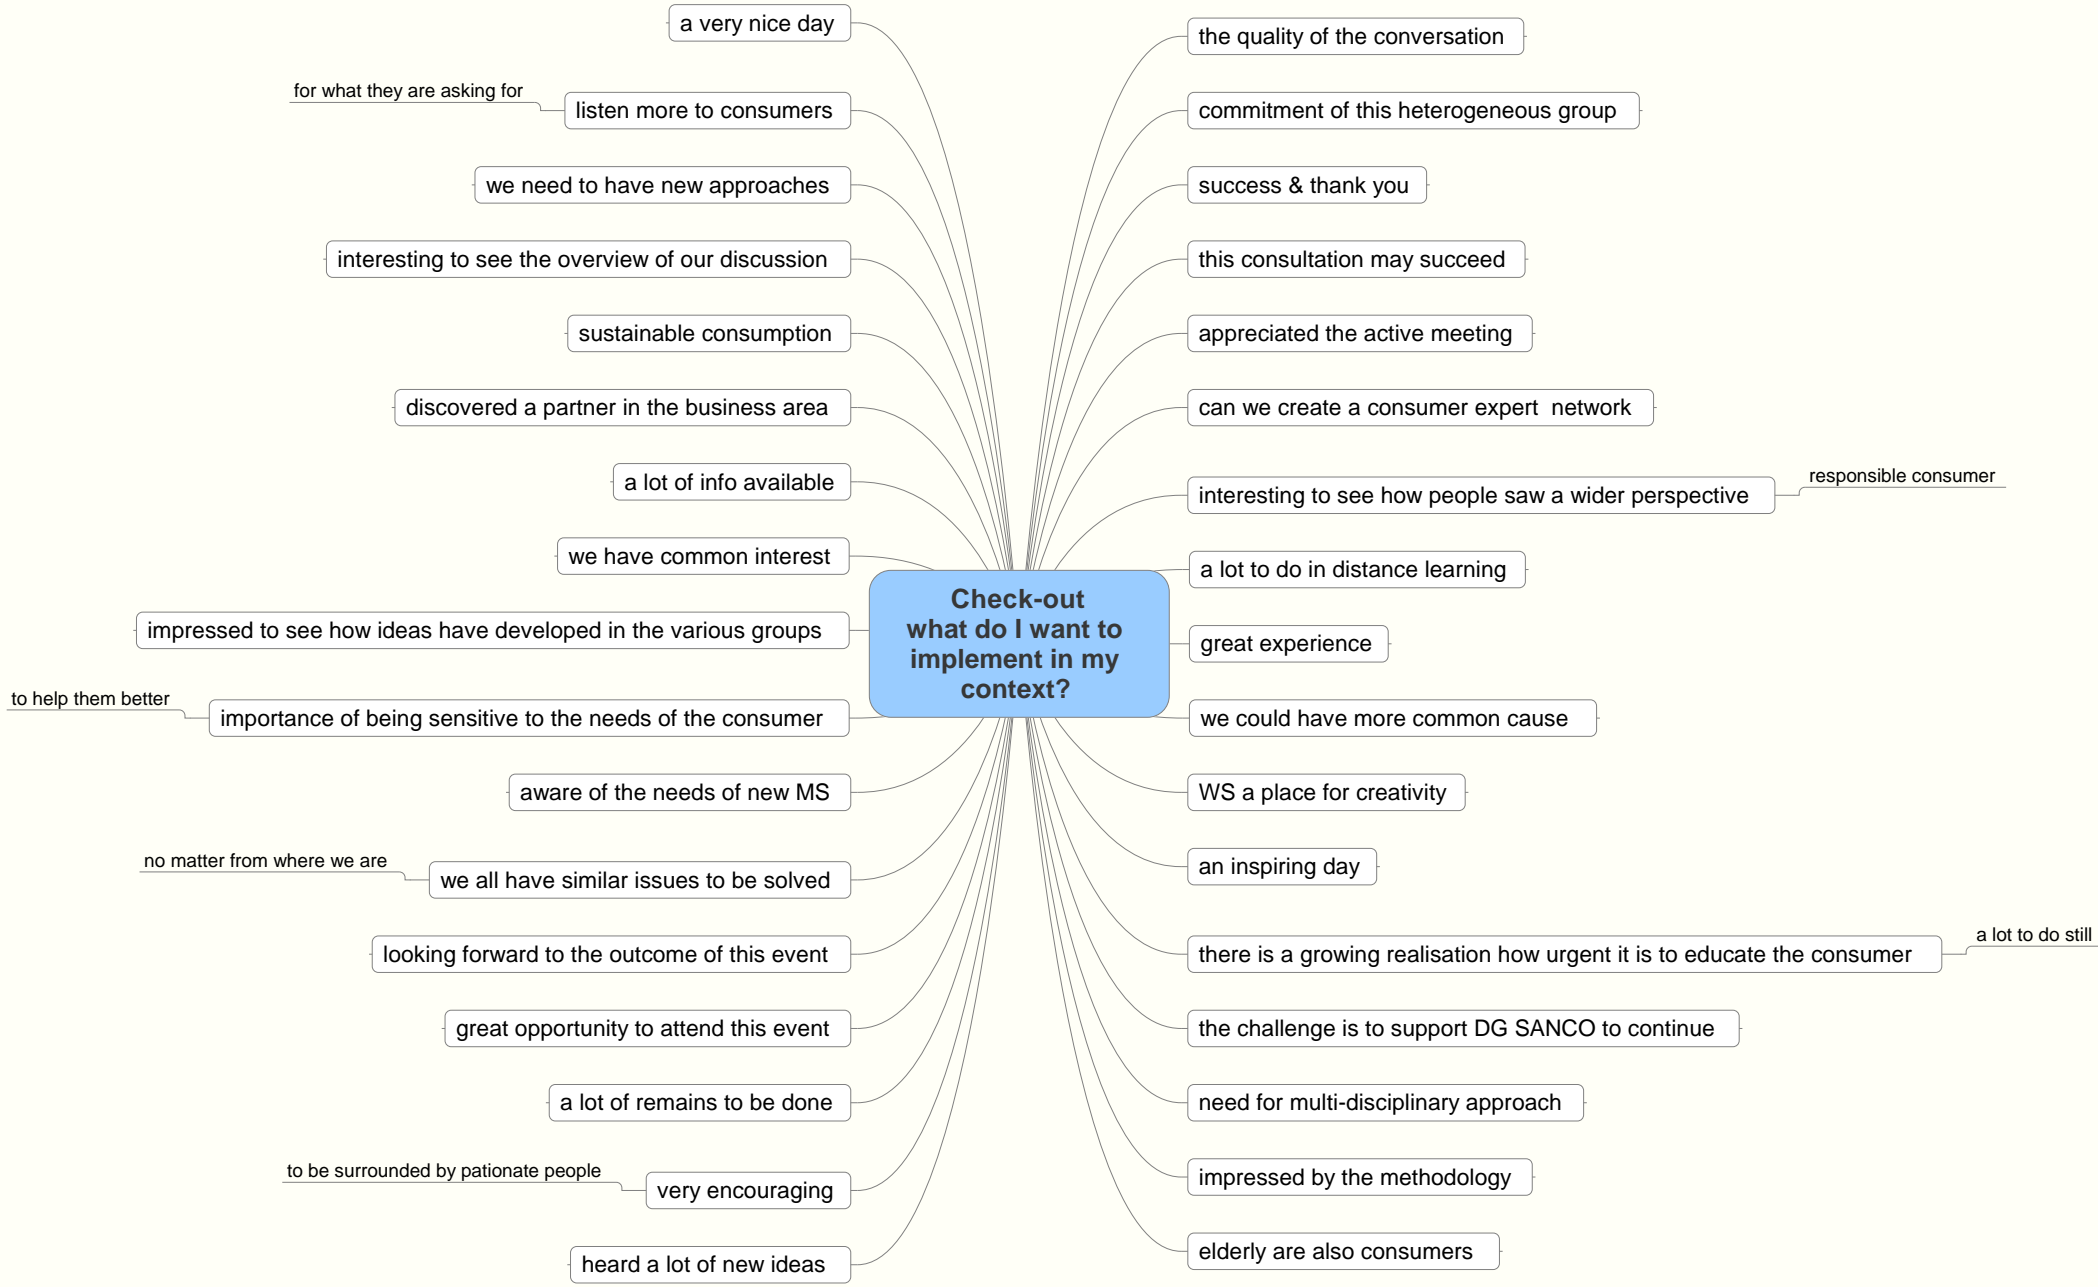 a very nice day
for what they are asking for
listen more to consumers
we need to have new approaches
interesting to see the overview of our discussion
sustainable consumption
discovered a partner in the business area
a lot of info available
we have common interest
impressed to see how ideas have developed in the various groups
to help them better
importance of being sensitive to the needs of the consumer
aware of the needs of new MS
no matter from where we are
we all have similar issues to be solved
looking forward to the outcome of this event
great opportunity to attend this event
a lot of remains to be done
to be surrounded by pationate people
very encouraging
heard a lot of new ideas
Check-out
what do I want to
implement in my
context?
the quality of the conversation
commitment of this heterogeneous group
success & thank you
this consultation may succeed
appreciated the active meeting
can we create a consumer expert  network
interesting to see how people saw a wider perspective
responsible consumer
a lot to do in distance learning
great experience
we could have more common cause
WS a place for creativity
an inspiring day
there is a growing realisation how urgent it is to educate the consumer
a lot to do still
the challenge is to support DG SANCO to continue
need for multi-disciplinary approach
impressed by the methodology
elderly are also consumers